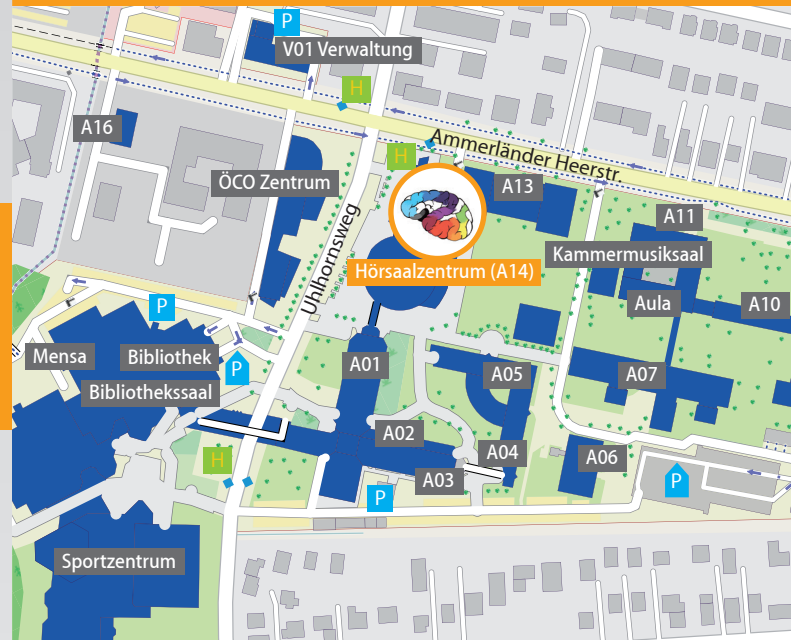 P
V01 Verwaltung
H
A16
Ammerländer Heerstr.
H
ÖCO Zentrum
A13
A11
Uhlhornsweg
Kammermusiksaal
Hörsaalzentrum (A14)
P
Aula
A10
Mensa
Bibliothek
P
A01
A05
A07
Bibliothekssaal
A02
H
A04
A06
A03
P
P
Sportzentrum